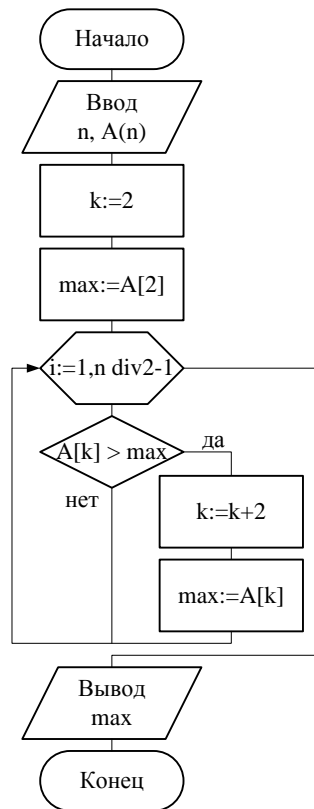 Начало
Ввод
n, A(n)
k:=2
max:=A[2]
i:=1,n div2-1
A[k] > max
да
нет
k:=k+2
max:=A[k]
Вывод
max
Конец